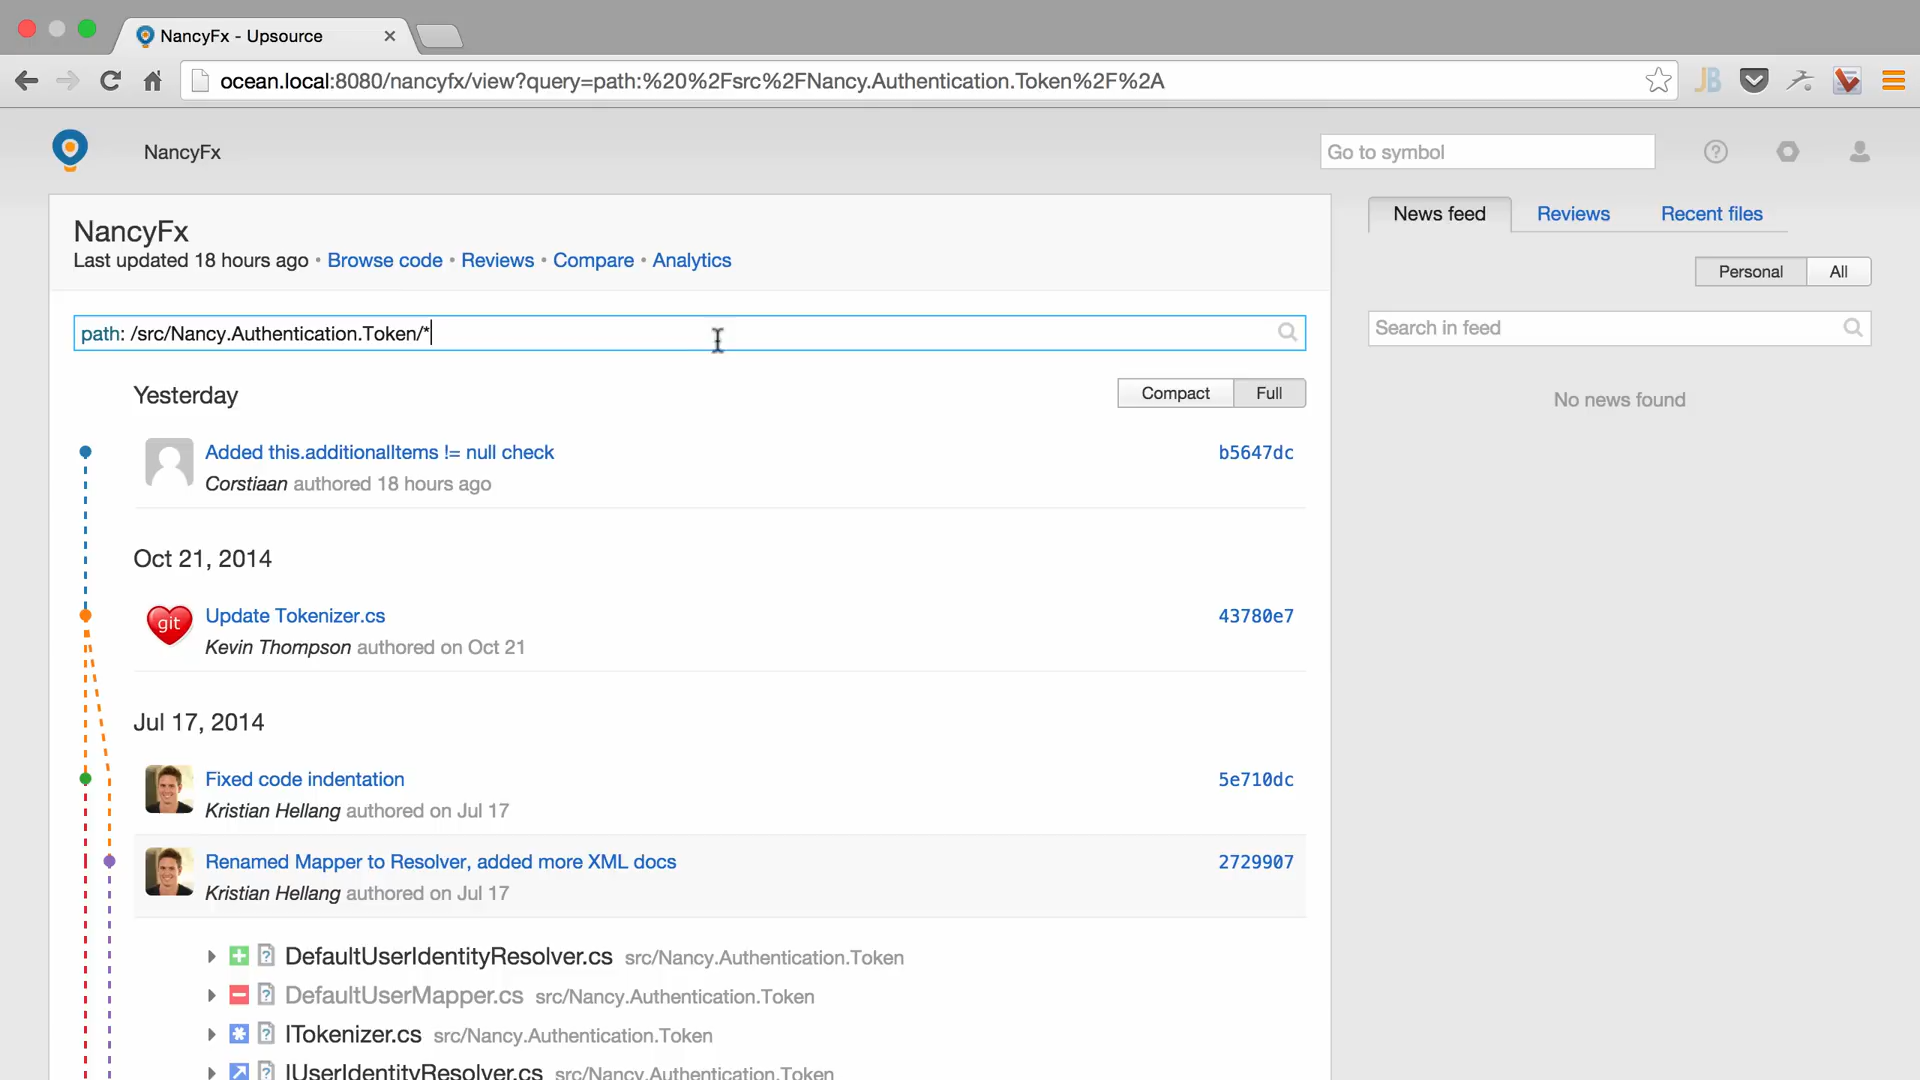 NancyFx - Upsource
ocean.local:8080/nancyfx/view?query=path:%20%2Fsrc%2FNancy.Authentication.Token%2F%2A
JB
NancyFx
Go to symbol
?
NancyFx
Last updated 18 hours ago • Browse code • Reviews • Compare • Analytics
path: /src/Nancy.Authentication.Token/*
News feed
Reviews
Recent files
Personal
All
Search in feed
No news found
Yesterday
Compact
Full
Added this.additionalItems != null check
b5647dc
Corstiaan authored 18 hours ago
Oct 21, 2014
git
Update Tokenizer.cs
43780e7
Kevin Thompson authored on Oct 21
Jul 17, 2014
Fixed code indentation
5e710dc
Kristian Hellang authored on Jul 17
Renamed Mapper to Resolver, added more XML docs
2729907
Kristian Hellang authored on Jul 17
? DefaultUserIdentityResolver.cs src/Nancy.Authentication.Token
? DefaultUserMapper.cs src/Nancy.Authentication.Token
? ITokenizer.cs src/Nancy.Authentication.Token
? IUserIdentityResolver.cs src/Nancy.Authentication.Token